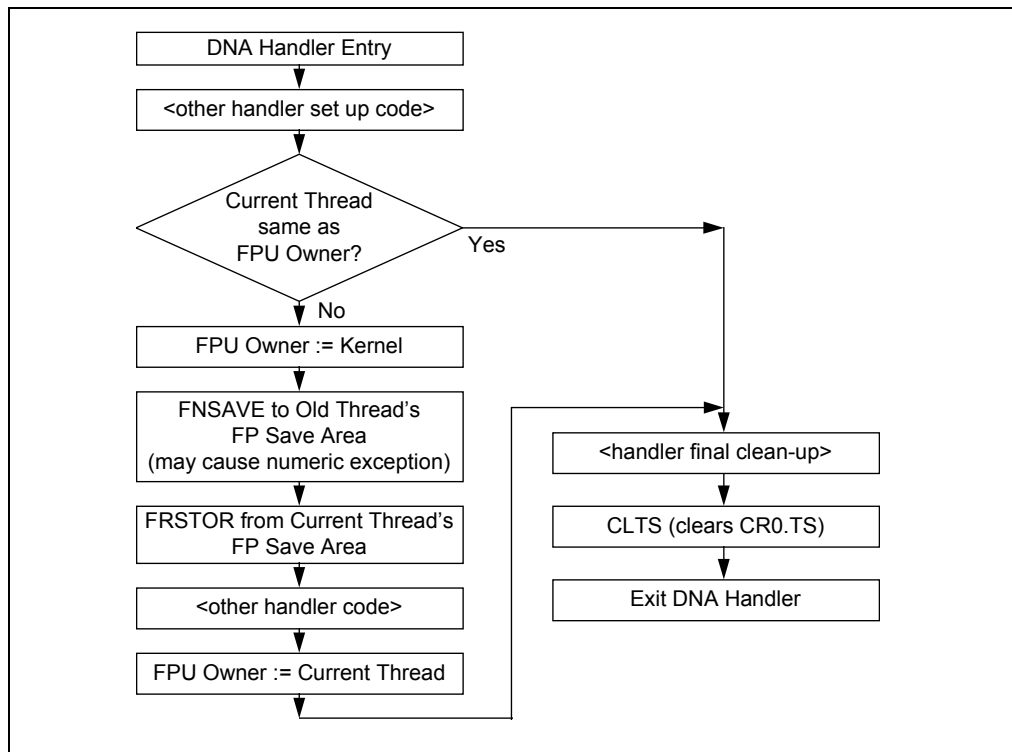 DNA Handler Entry
<other handler set up code>
Current Thread
same as
FPU Owner?
Yes
No
FPU Owner := Kernel
FNSAVE to Old Thread’s
FP Save Area
(may cause numeric exception)
FRSTOR from Current Thread’s
FP Save Area
<other handler code>
FPU Owner := Current Thread
<handler final clean-up>
CLTS (clears CR0.TS)
Exit DNA Handler